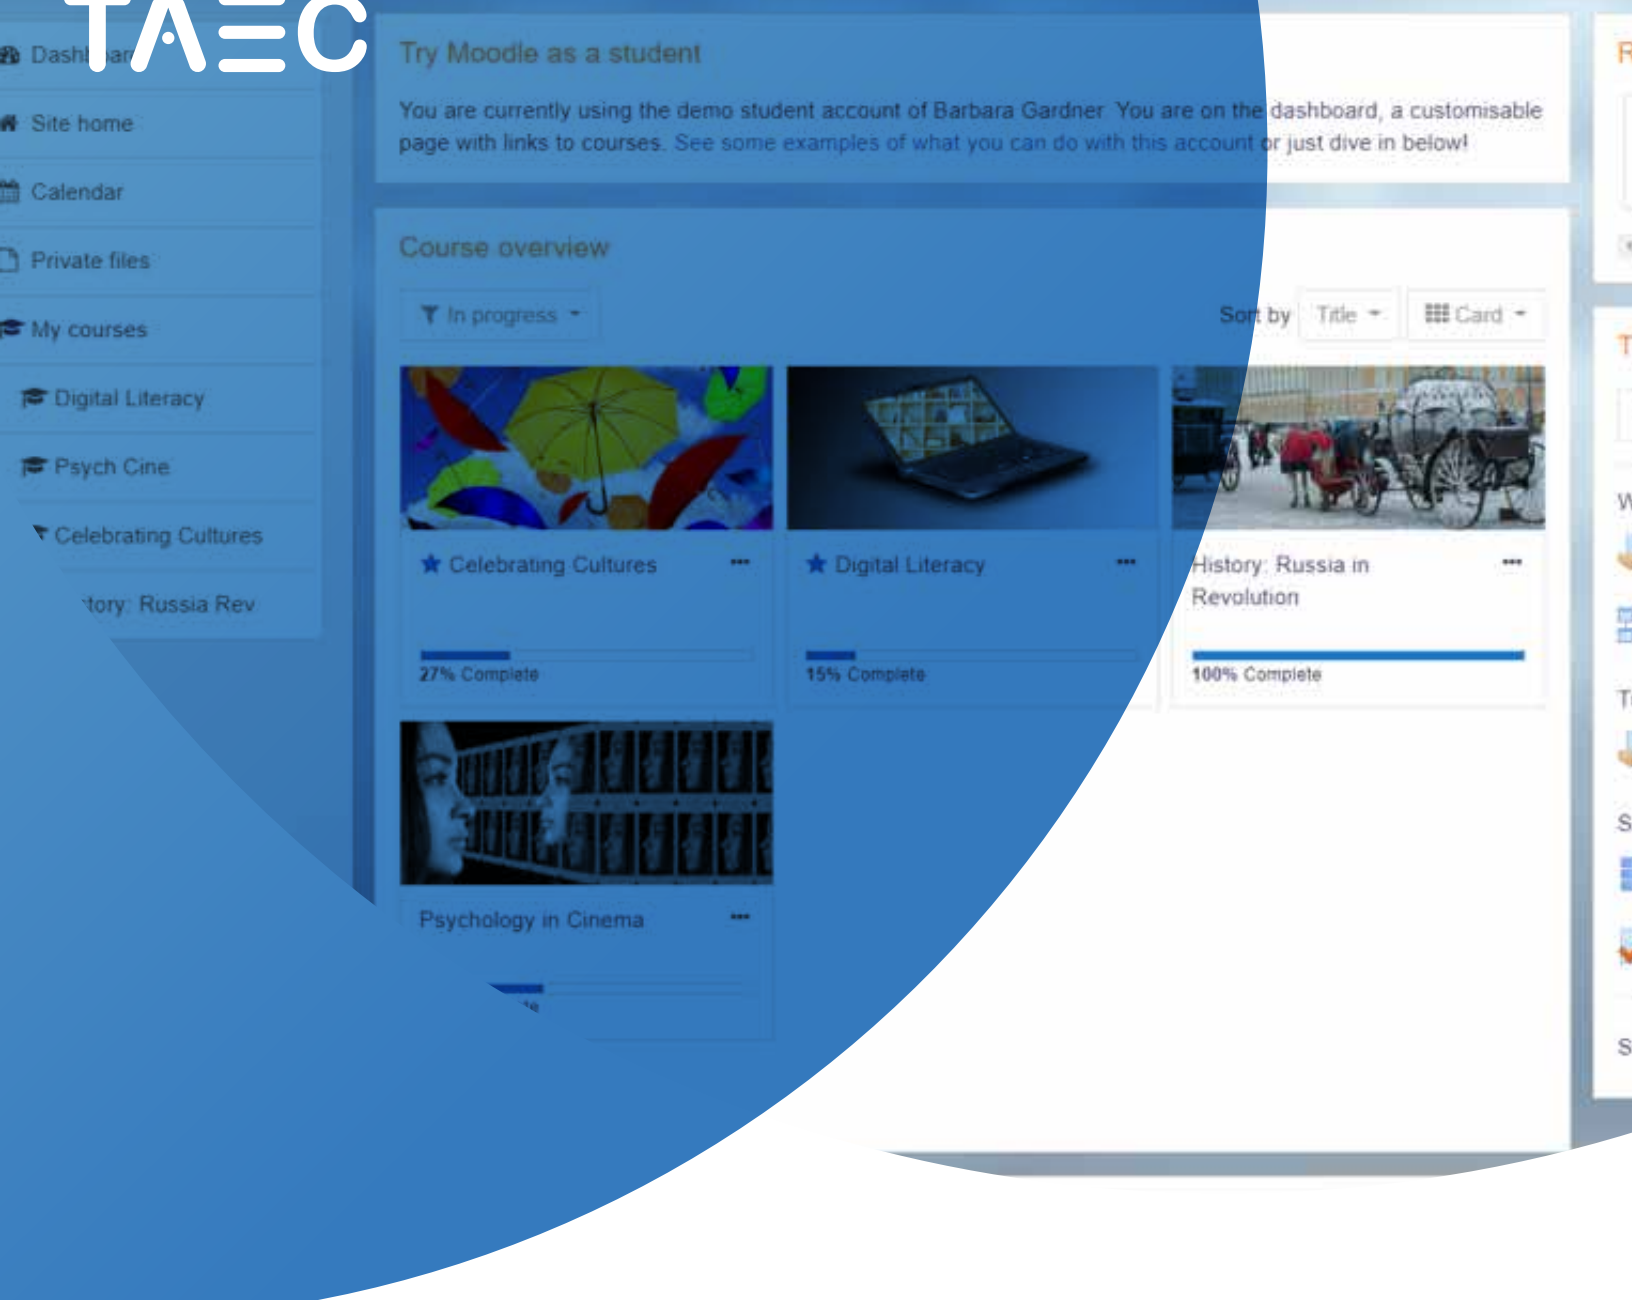 TAEC
Dashboar
Site home
Calendar
Private files
My courses
Digital Literacy
Psych Cine
Celebrating Cultures
tory: Russia Rev
Try Moodle as a student
You are currently using the demo student account of Barbara Gardner. You are on the dashboard, a customisable
page with links to courses. See some examples of what you can do with this account or just dive in below!
Course overview
In progress
Sort by Title Card
Celebrating Cultures
27% Complete
Digital Literacy
15% Complete
History: Russia in
Revolution
100% Complete
Psychology in Cinema